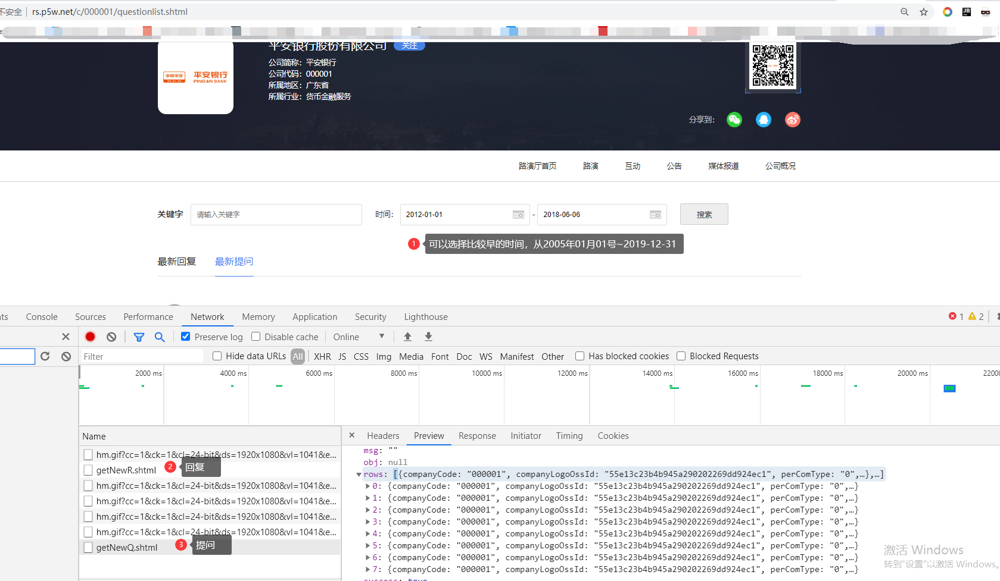 不安全 rs.p5w.net/c/000001/questionlist.shtml
平安银行股份有限公司 关注
公司简称：平安银行
公司代码：000001
所属地区：广东省
所属行业：货币金融服务
中国平安 平安银行
PINGAN BANK
分享到：
路演厅首页 路演 互动 公告 媒体报道 公司概况
关键字 请输入关键字 时间： 2012-01-01 - 2018-06-06 搜索
1 可以选择比较早的时间，从2005年01月01号~2019-12-31
最新回复 最新提问
ts Console Sources Performance Network Memory Application Security Lighthouse 1 2
Preserve log Disable cache Online
Filter Hide data URLs All XHR JS CSS Img Media Font Doc WS Manifest Other Has blocked cookies Blocked Requests
2000 ms 4000 ms 6000 ms 8000 ms 10000 ms 12000 ms 14000 ms 16000 ms 18000 ms 20000 ms 22000
Name
hm.gif?cc=1&ck=1&cl=24-bit&ds=1920x1080&vl=1041&e...
getNewR.shtml 2 回复
hm.gif?cc=1&ck=1&cl=24-bit&ds=1920x1080&vl=1041&e...
hm.gif?cc=1&ck=1&cl=24-bit&ds=1920x1080&vl=1041&e...
hm.gif?cc=1&ck=1&cl=24-bit&ds=1920x1080&vl=1041&e...
hm.gif?cc=1&ck=1&cl=24-bit&ds=1920x1080&vl=1041&e...
getNewQ.shtml 3 提问
Headers Preview Response Initiator Timing Cookies
msg: ""
obj: null
rows: [{companyCode: "000001", companyLogoOssId: "55e13c23b4b945a290202269dd924ec1", perComType: "0",…},…]
0: {companyCode: "000001", companyLogoOssId: "55e13c23b4b945a290202269dd924ec1", perComType: "0",…}
1: {companyCode: "000001", companyLogoOssId: "55e13c23b4b945a290202269dd924ec1", perComType: "0",…}
2: {companyCode: "000001", companyLogoOssId: "55e13c23b4b945a290202269dd924ec1", perComType: "0",…}
3: {companyCode: "000001", companyLogoOssId: "55e13c23b4b945a290202269dd924ec1", perComType: "0",…}
4: {companyCode: "000001", companyLogoOssId: "55e13c23b4b945a290202269dd924ec1", perComType: "0",…}
5: {companyCode: "000001", companyLogoOssId: "55e13c23b4b945a290202269dd924ec1", perComType: "0",…}
6: {companyCode: "000001", companyLogoOssId: "55e13c23b4b945a290202269dd924ec1", perComType: "0",…}
7: {companyCode: "000001", companyLogoOssId: "55e13c23b4b945a290202269dd924ec1", perComType: "0",…}
success: true
激活 Windows
转到“设置”以激活 Windows。